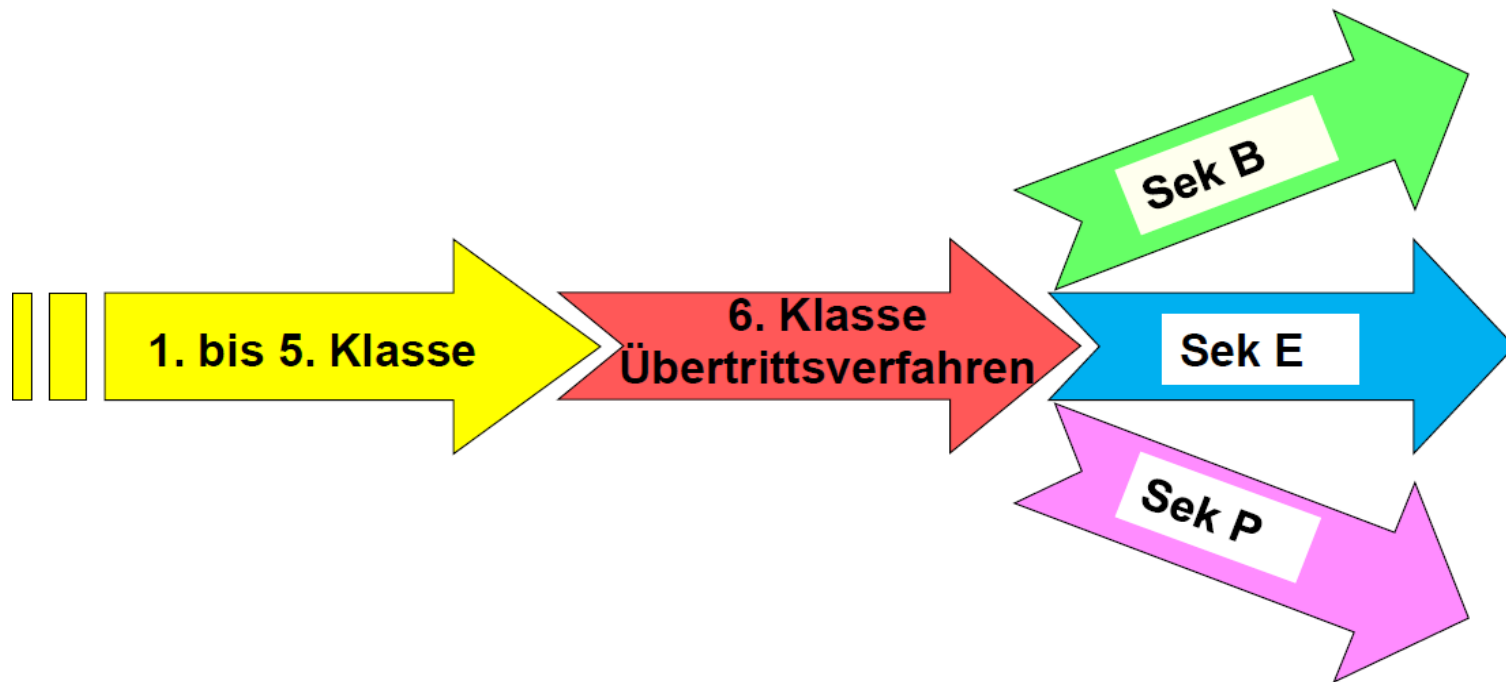 1. bis 5. Klasse
6. Klasse
Übertrittsverfahren
Sek B
Sek E
Sek P